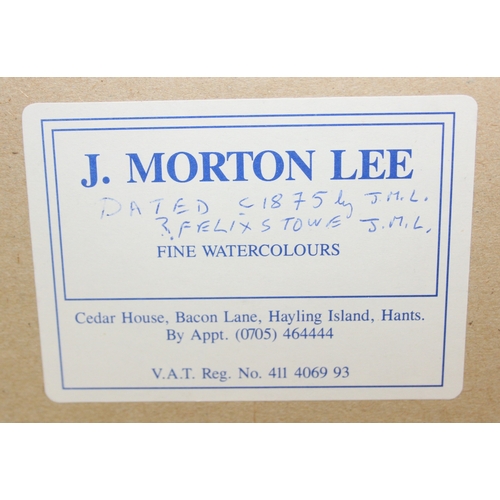 J. MORTON LEE
DATED C1875 by J.M.L.
? FELIXSTOWE J.M.L.
FINE WATERCOLOURS
Cedar House, Bacon Lane, Hayling Island, Hants.
By Appt. (0705) 464444
V.A.T. Reg. No. 411 4069 93